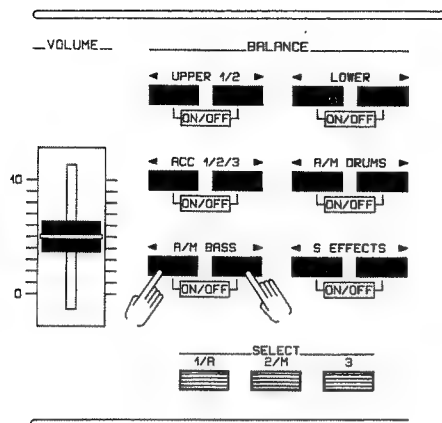 VOLUME
BALANCE
◄ UPPER 1/2 ►
◄ LOWER ►
ON/OFF
ON/OFF
◄ ACC 1/2/3 ►
◄ A/M DRUMS ►
ON/OFF
ON/OFF
10
0
◄ A/M BASS ►
◄ S EFFECTS ►
ON/OFF
ON/OFF
SELECT
1/A
2/M
3